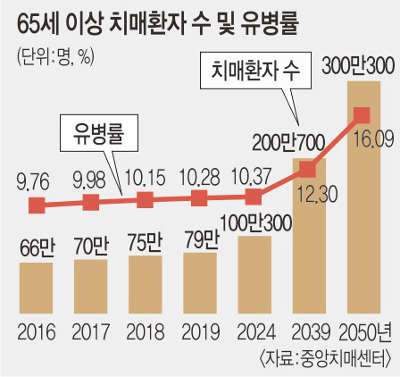 65세 이상 치매환자 수 및 유병률
(단위:명, %)
치매환자 수
300만300
유병률
200만700
16.09
9.76 9.98 10.15 10.28 10.37
12.30
100만300
66만 70만 75만 79만
2016 2017 2018 2019 2024 2039 2050년
〈자료:중앙치매센터〉